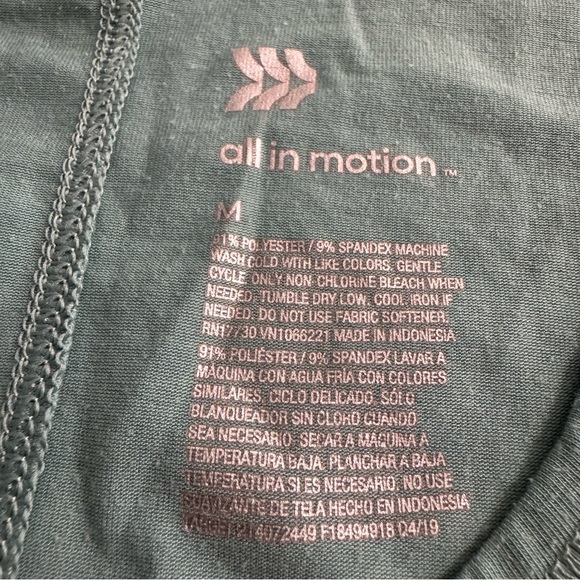 all in motion ™
M
91% POLYESTER / 9% SPANDEX MACHINE
WASH COLD WITH LIKE COLORS. GENTLE
CYCLE. ONLY NON-CHLORINE BLEACH WHEN
NEEDED. TUMBLE DRY LOW. COOL IRON IF
NEEDED. DO NOT USE FABRIC SOFTENER.
RN17730 VN1066221 MADE IN INDONESIA
91% POLIÉSTER / 9% SPANDEX LAVAR A
MÁQUINA CON AGUA FRÍA CON COLORES
SIMILARES. CICLO DELICADO. SÓLO
BLANQUEADOR SIN CLORO CUANDO
SEA NECESARIO. SECAR A MÁQUINA A
TEMPERATURA BAJA. PLANCHAR A BAJA
TEMPERATURA SI ES NECESARIO. NO USE
SUAVIZANTE DE TELA HECHO EN INDONESIA
F18494918 D4/19